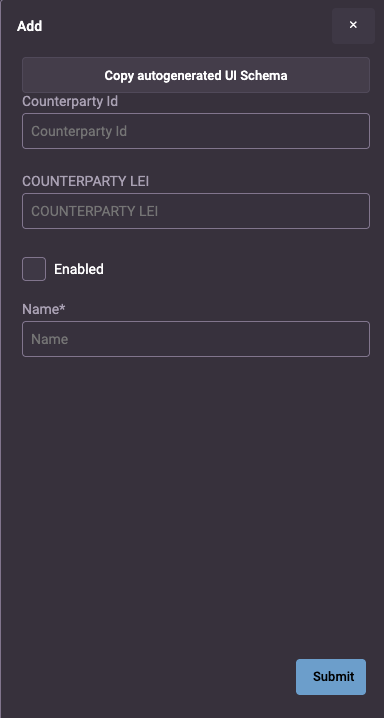 Add
×
Copy autogenerated UI Schema
Counterparty Id
Counterparty Id
COUNTERPARTY LEI
COUNTERPARTY LEI
Enabled
Name*
Name
Submit